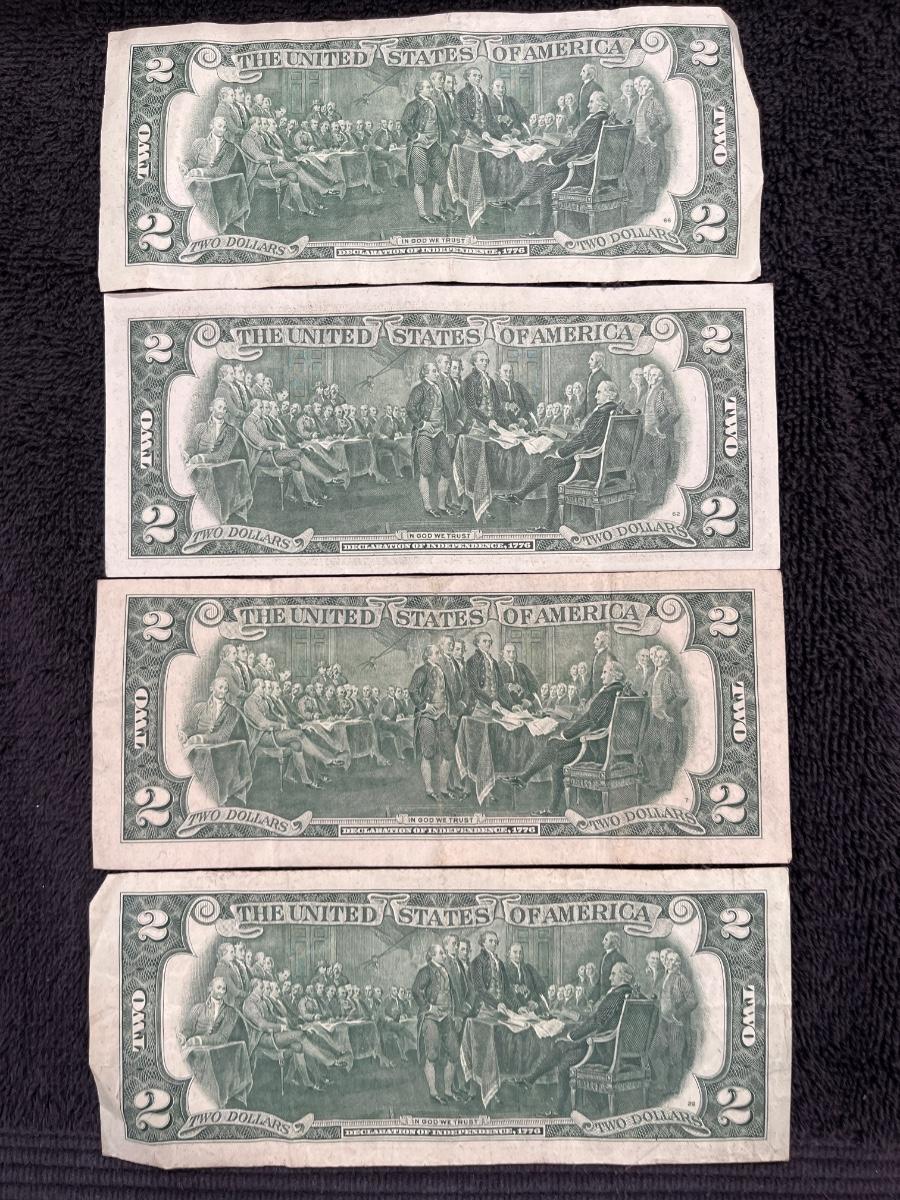 2 THE UNITED STATES OF AMERICA 2
TWO TWO
66
2 TWO DOLLARS IN GOD WE TRUST TWO DOLLARS 2
DECLARATION OF INDEPENDENCE, 1776
2 THE UNITED STATES OF AMERICA 2
TWO TWO
62
2 TWO DOLLARS IN GOD WE TRUST TWO DOLLARS 2
DECLARATION OF INDEPENDENCE, 1776
2 THE UNITED STATES OF AMERICA 2
TWO TWO
7
2 TWO DOLLARS IN GOD WE TRUST TWO DOLLARS 2
DECLARATION OF INDEPENDENCE, 1776
2 THE UNITED STATES OF AMERICA 2
TWO TWO
2 TWO DOLLARS IN GOD WE TRUST TWO DOLLARS 2
DECLARATION OF INDEPENDENCE, 1776